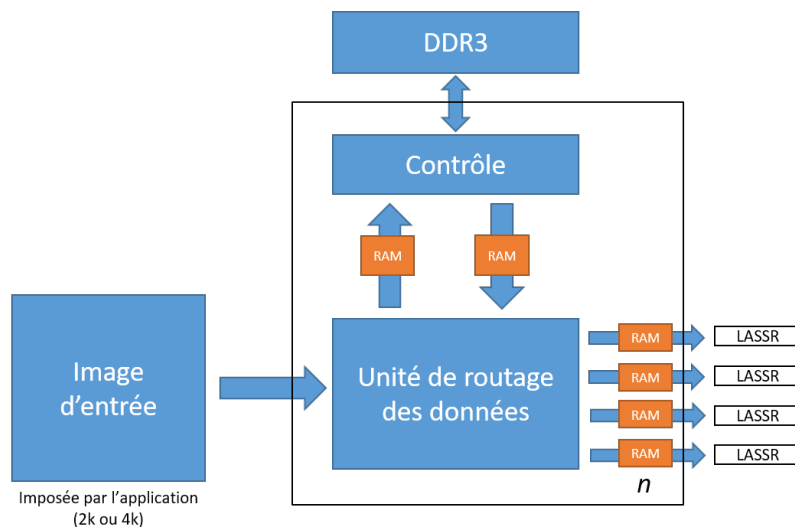 DDR3
Contrôle
RAM
RAM
Image
d'entrée
Unité de routage
des données
RAM
LASSR
RAM
LASSR
RAM
LASSR
RAM
LASSR
n
Imposée par l'application
(2k ou 4k)